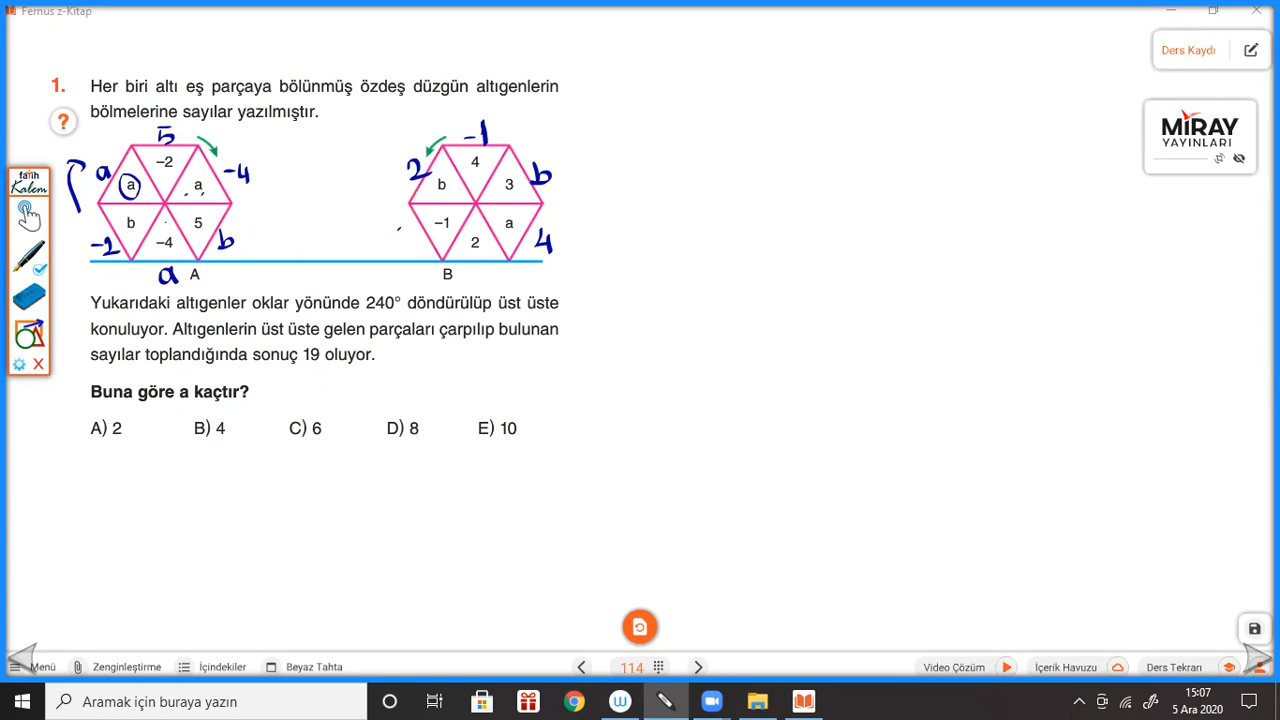 Fernus z-Kitap
Ders Kaydı
1. Her biri altı eş parçaya bölünmüş özdeş düzgün altıgenlerin
bölmelerine sayılar yazılmıştır.
?
MİRAY
YAYINLARI
fatih
Kalem
5 -1
a -2 -4 2 4 b
a a b 3
b 5 -1 a
-2 -4 b 2 4
a A B
Yukarıdaki altıgenler oklar yönünde 240° döndürülüp üst üste
konuluyor. Altıgenlerin üst üste gelen parçaları çarpılıp bulunan
sayılar toplandığında sonuç 19 oluyor.
X
Buna göre a kaçtır?
A) 2 B) 4 C) 6 D) 8 E) 10
Menü Zenginleştirme İçindekiler Beyaz Tahta 114 Video Çözüm İçerik Havuzu Ders Tekrarı
Aramak için buraya yazın
15:07
5 Ara 2020